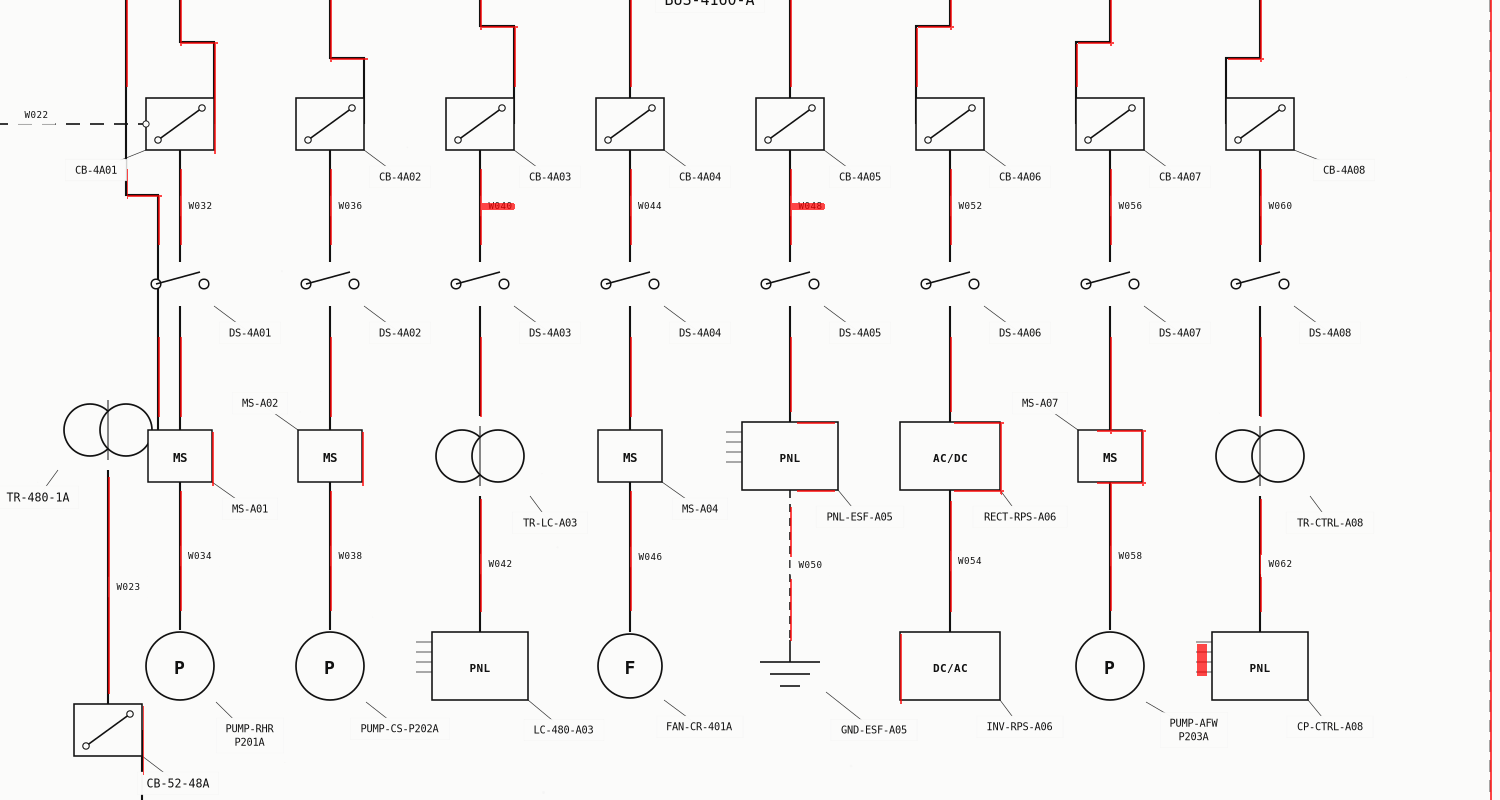 BUS-4160-A
W022
CB-4A01
CB-4A02
CB-4A03
CB-4A04
CB-4A05
CB-4A06
CB-4A07
CB-4A08
W032
W036
W040
W044
W048
W052
W056
W060
DS-4A01
DS-4A02
DS-4A03
DS-4A04
DS-4A05
DS-4A06
DS-4A07
DS-4A08
MS-A02
MS-A07
MS
MS
MS
PNL
AC/DC
MS
TR-480-1A
MS-A01
TR-LC-A03
MS-A04
PNL-ESF-A05
RECT-RPS-A06
TR-CTRL-A08
W034
W038
W042
W046
W050
W054
W058
W062
W023
P
P
PNL
F
DC/AC
P
PNL
PUMP-RHR
P201A
PUMP-CS-P202A
LC-480-A03
FAN-CR-401A
GND-ESF-A05
INV-RPS-A06
PUMP-AFW
P203A
CP-CTRL-A08
CB-52-48A